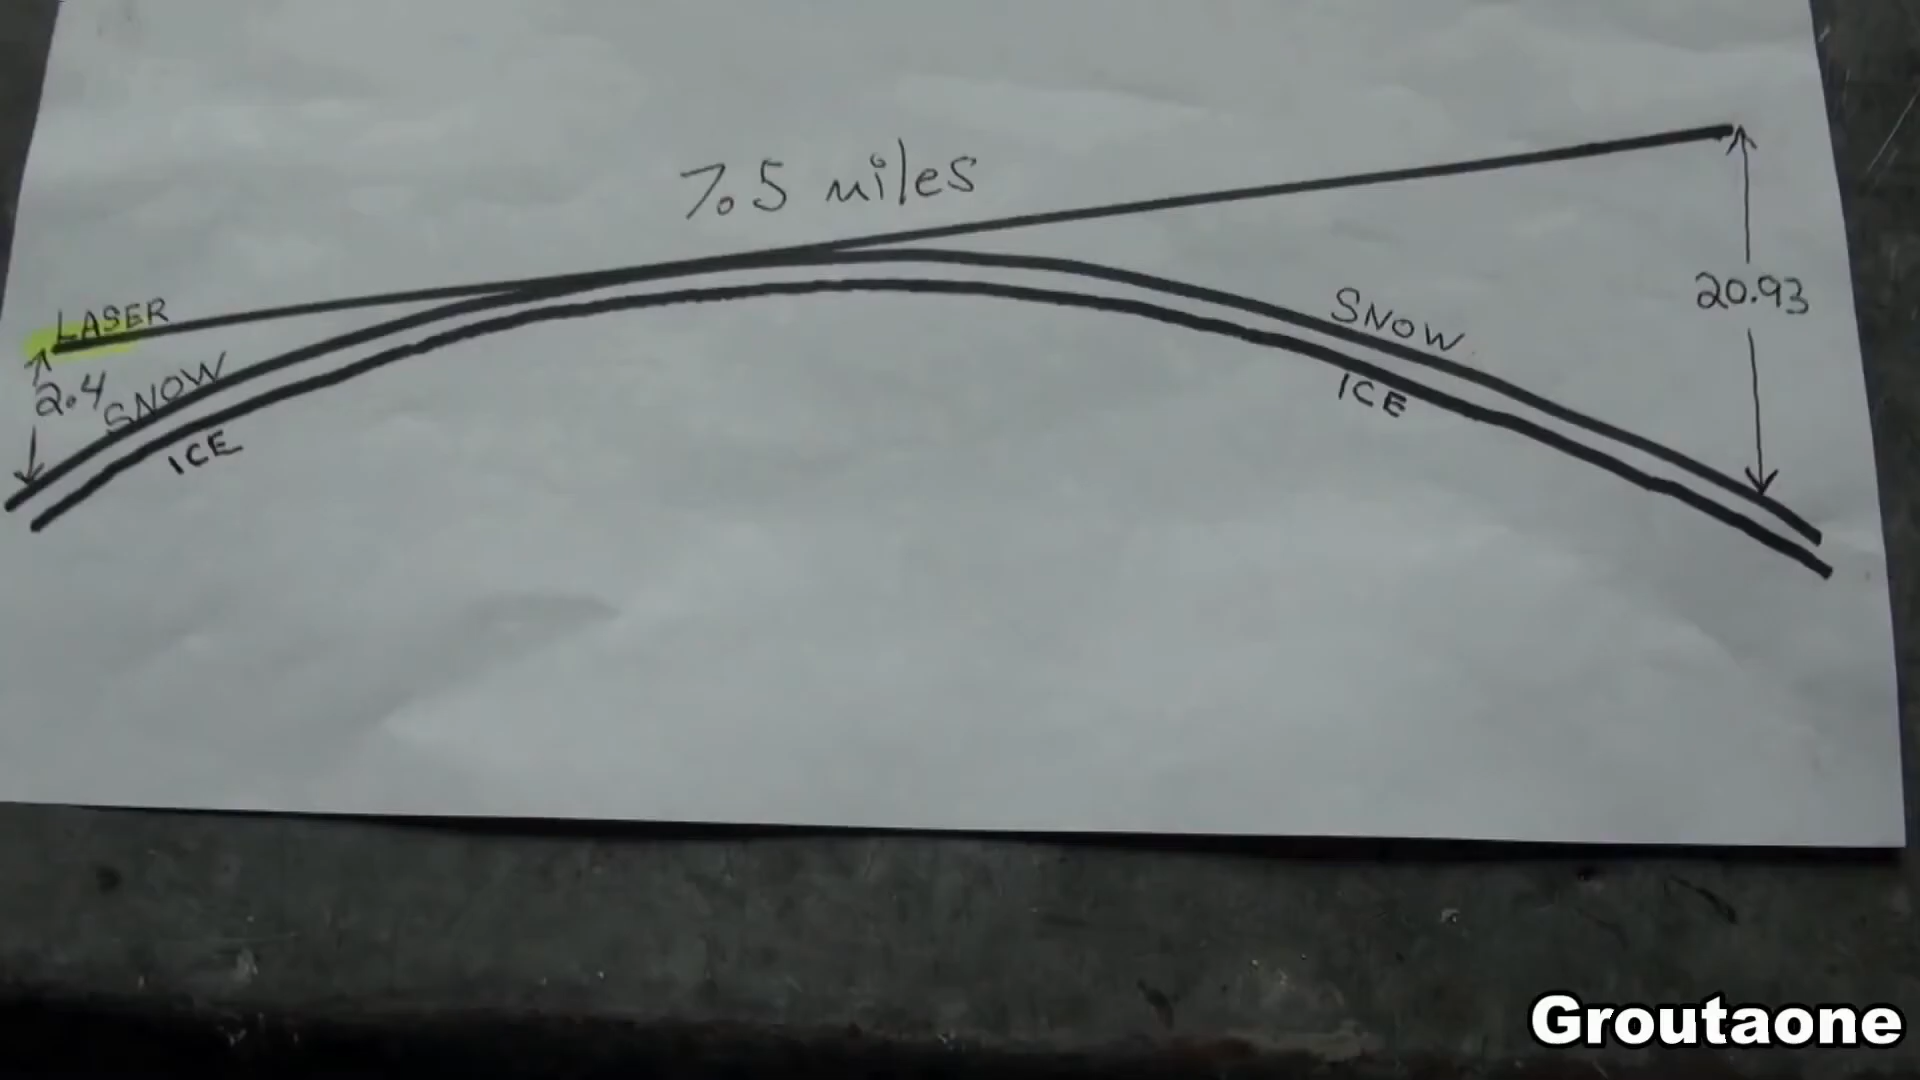 7.5 miles
LASER
2.4
SNOW
ICE
SNOW
ICE
20.93
Groutaone